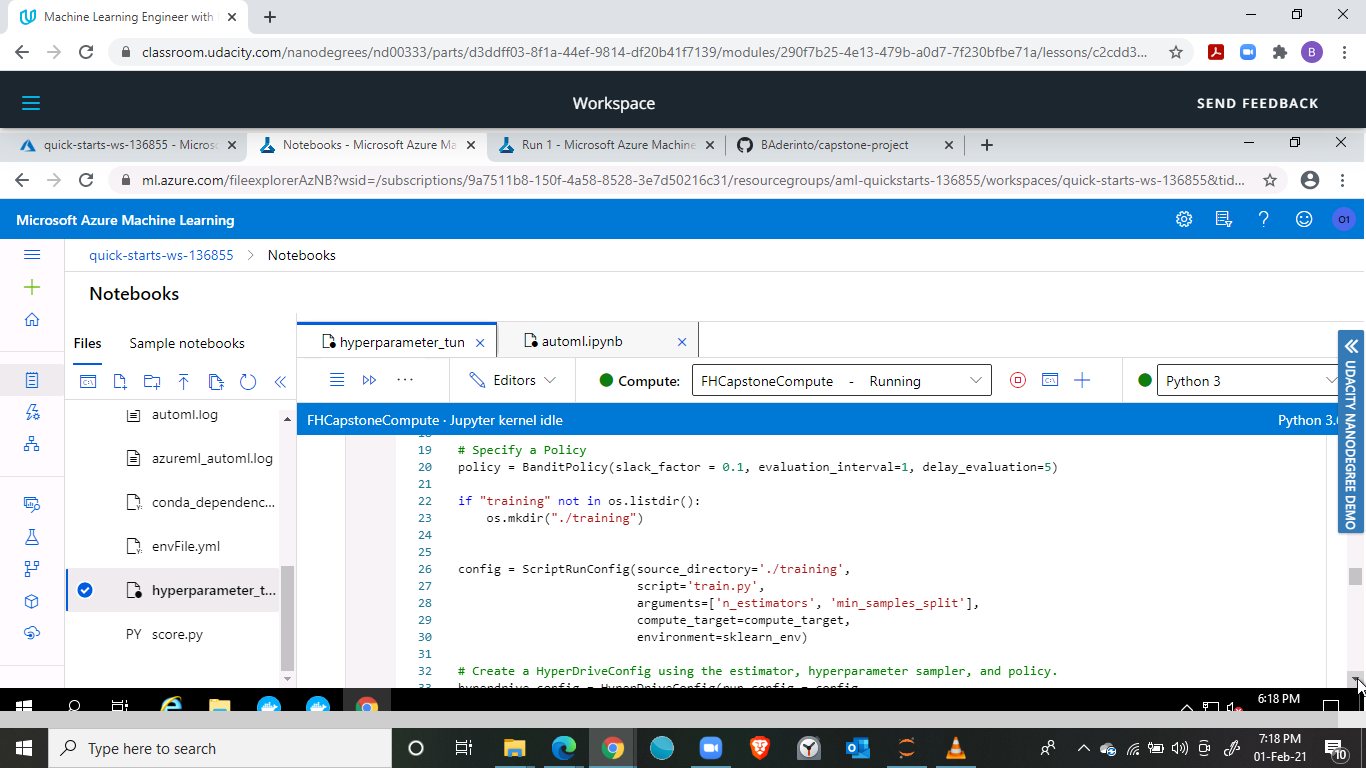 Machine Learning Engineer with
classroom.udacity.com/nanodegrees/nd00333/parts/d3ddff03-8f1a-44ef-9814-df20b41f7139/modules/290f7b25-4e13-479b-a0d7-7f230bfbe71a/lessons/c2cdd3...
B
Workspace
SEND FEEDBACK
quick-starts-ws-136855 - Micros
Notebooks - Microsoft Azure Ma
Run 1 - Microsoft Azure Machine
BAderinto/capstone-project
ml.azure.com/fileexplorerAzNB?wsid=/subscriptions/9a7511b8-150f-4a58-8528-3e7d50216c31/resourcegroups/aml-quickstarts-136855/workspaces/quick-starts-ws-136855&tid...
Microsoft Azure Machine Learning
O1
quick-starts-ws-136855 > Notebooks
Notebooks
Files
Sample notebooks
hyperparameter_tun
automl.ipynb
Editors
Compute:
FHCapstoneCompute - Running
Python 3
UDACITY NANODEGREE DEMO
FHCapstoneCompute · Jupyter kernel idle
Python 3.
automl.log
azureml_automl.log
conda_dependenc...
envFile.yml
hyperparameter_t...
PY score.py
19 # Specify a Policy
20 policy = BanditPolicy(slack_factor = 0.1, evaluation_interval=1, delay_evaluation=5)
21
22 if "training" not in os.listdir():
23 os.mkdir("./training")
24
25
26 config = ScriptRunConfig(source_directory='./training',
27 script='train.py',
28 arguments=['n_estimators', 'min_samples_split'],
29 compute_target=compute_target,
30 environment=sklearn_env)
31
32 # Create a HyperDriveConfig using the estimator, hyperparameter sampler, and policy.
33 hyperdrive_config = HyperDriveConfig(run_config = config
6:18 PM
Type here to search
7:18 PM
01-Feb-21
10